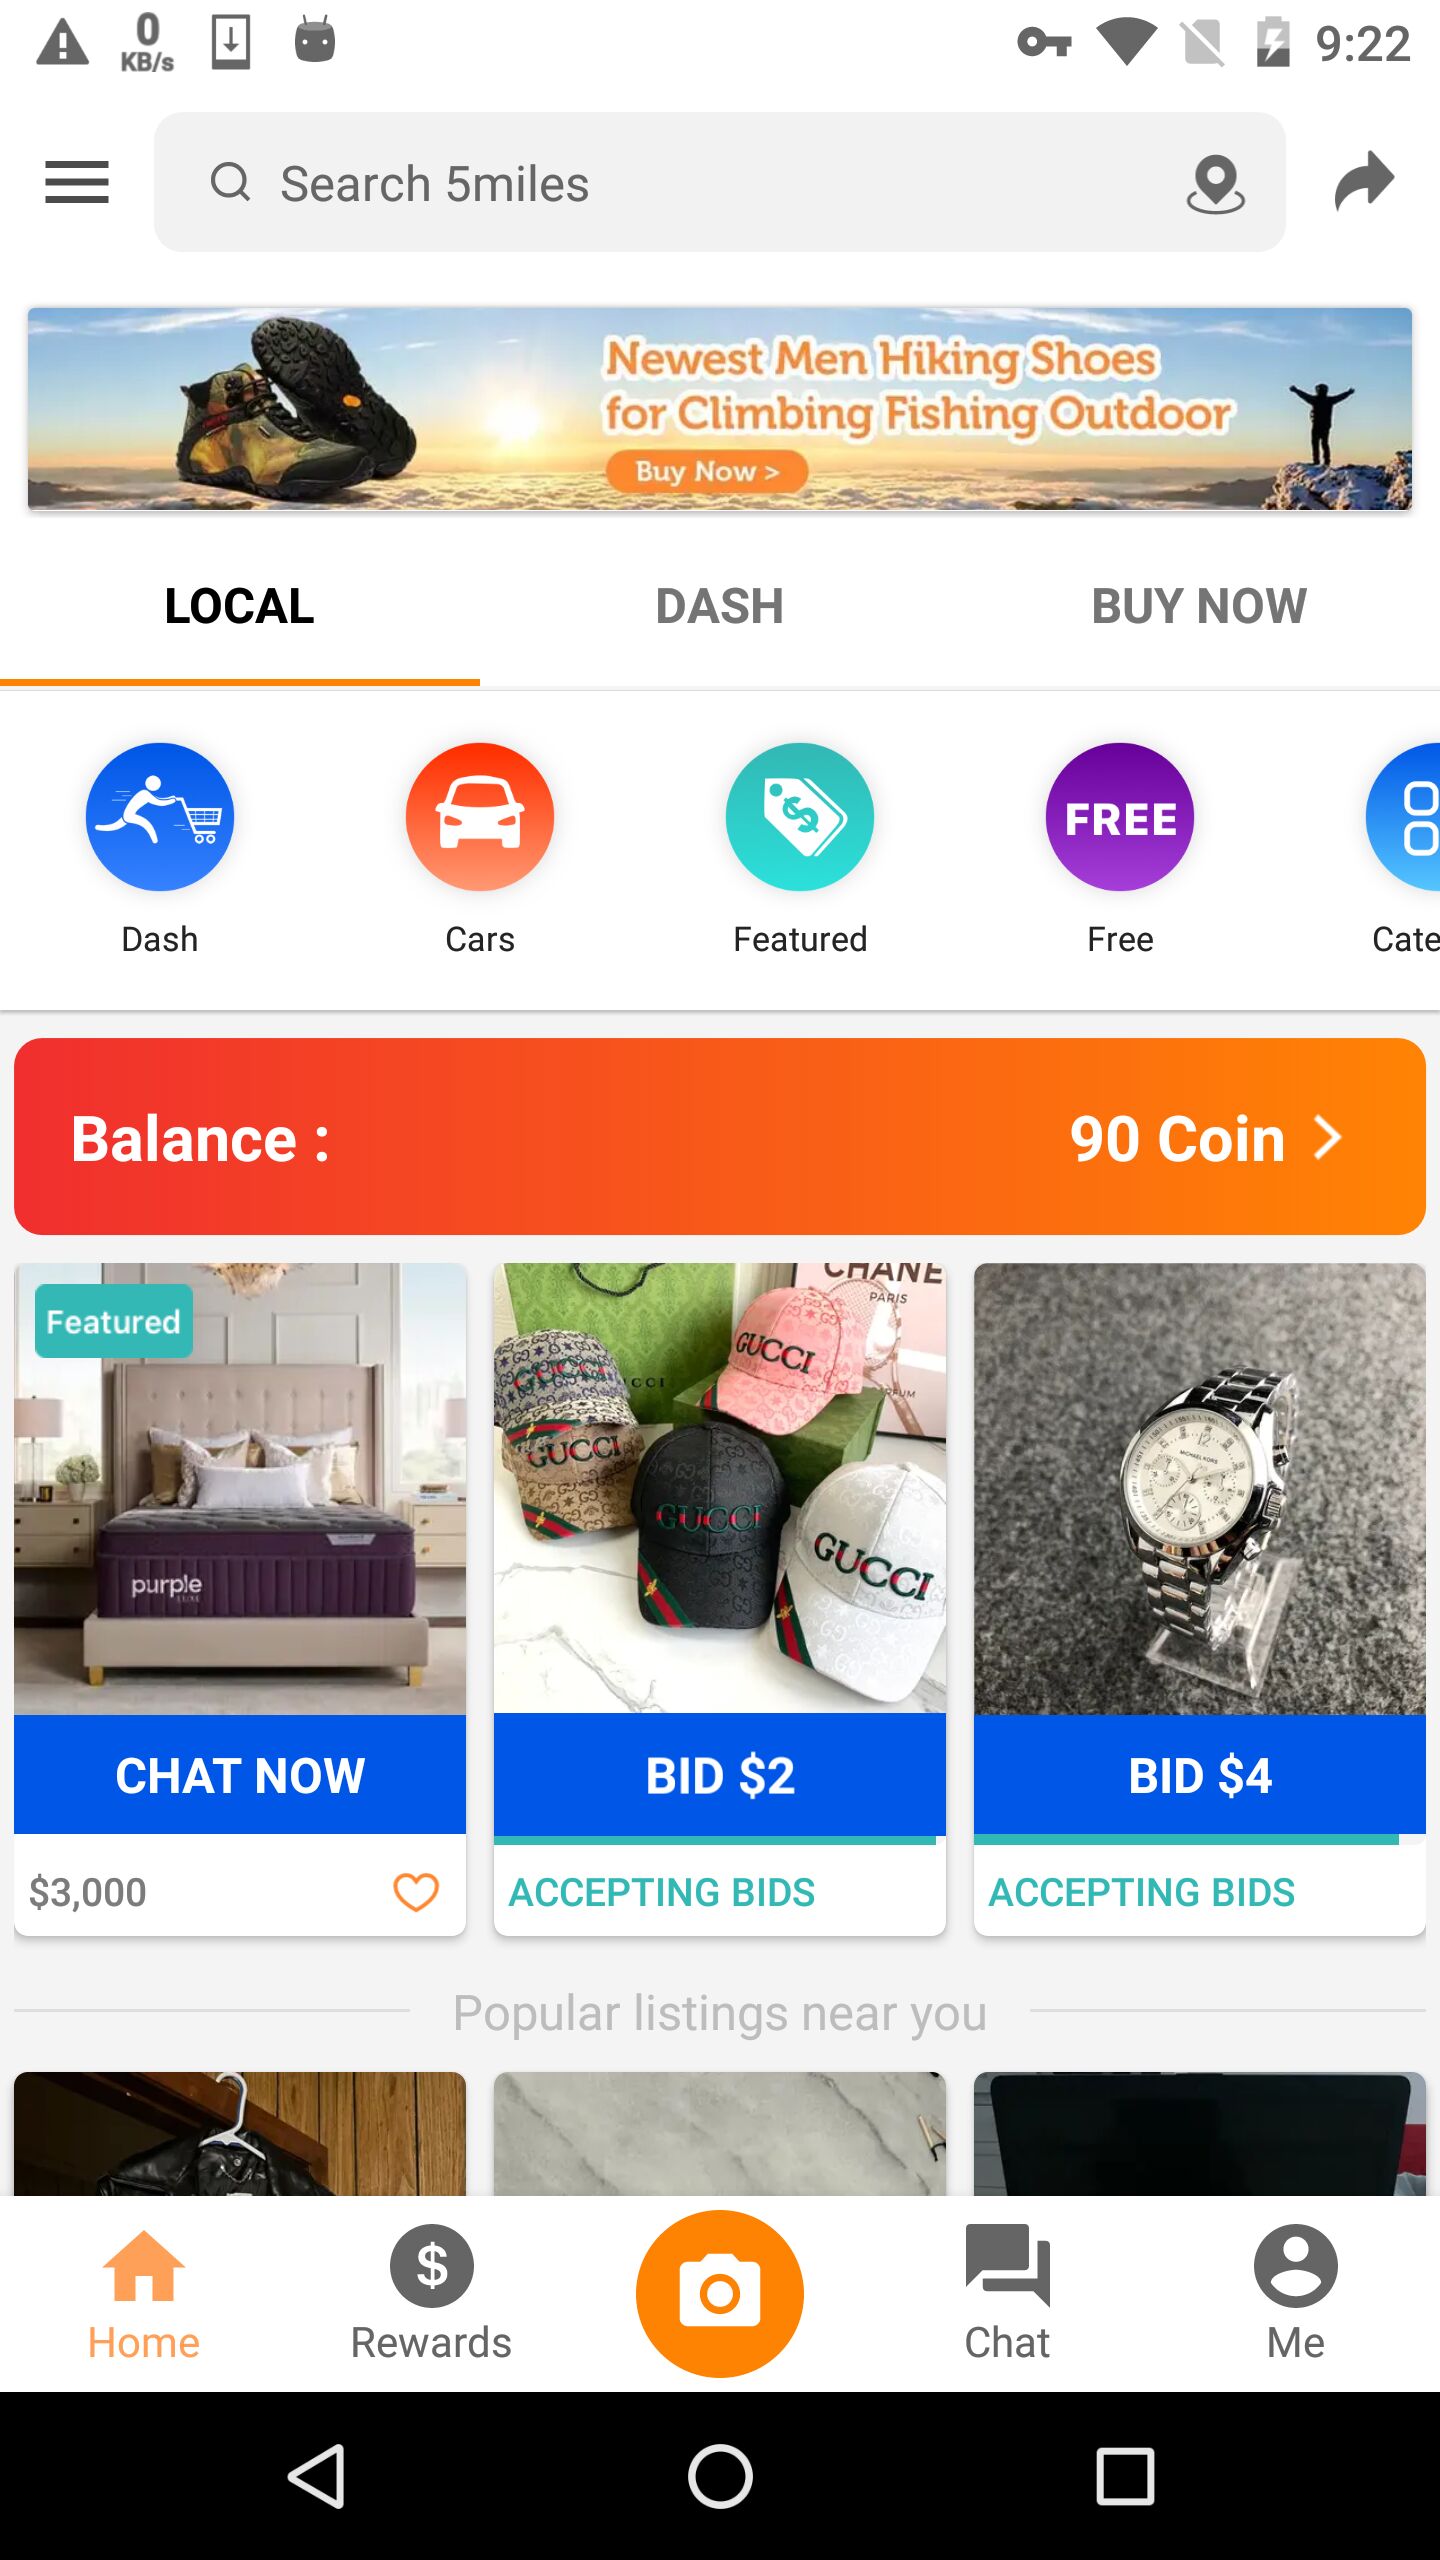 0
KB/s
9:22
Search 5miles
Newest Men Hiking Shoes
for Climbing Fishing Outdoor
Buy Now >
LOCAL
DASH
BUY NOW
FREE
Dash
Cars
Featured
Free
Cate
Balance :
90 Coin
Featured
purple
CHANE
PARIS
GUCCI
GUCCI
GUCCI
GUCCI
GUCCI
MICHAEL KORS
CHAT NOW
BID $2
BID $4
$3,000
ACCEPTING BIDS
ACCEPTING BIDS
Popular listings near you
Home
Rewards
Chat
Me